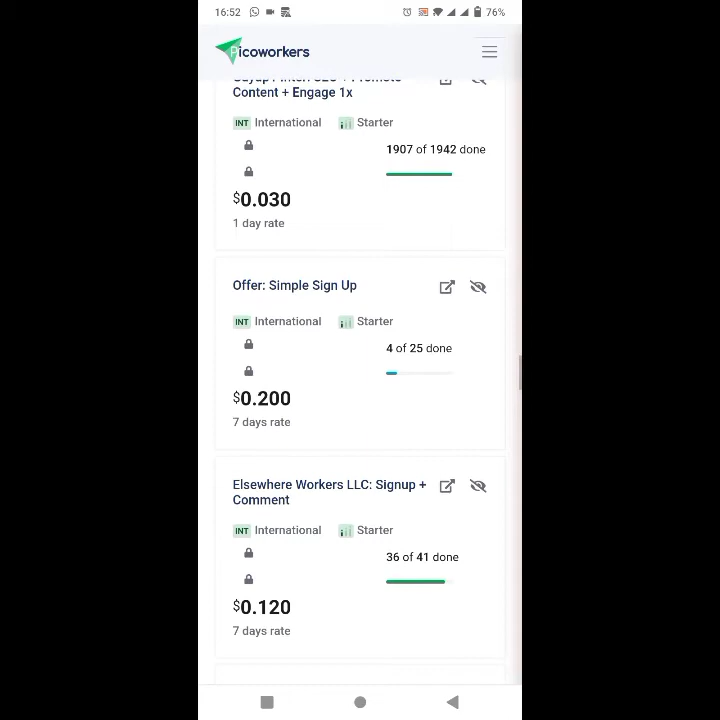 16:52
76%
Picoworkers
Content + Engage 1x
INT International Starter
1907 of 1942 done
$0.030
1 day rate
Offer: Simple Sign Up
INT International Starter
4 of 25 done
$0.200
7 days rate
Elsewhere Workers LLC: Signup +
Comment
INT International Starter
36 of 41 done
$0.120
7 days rate